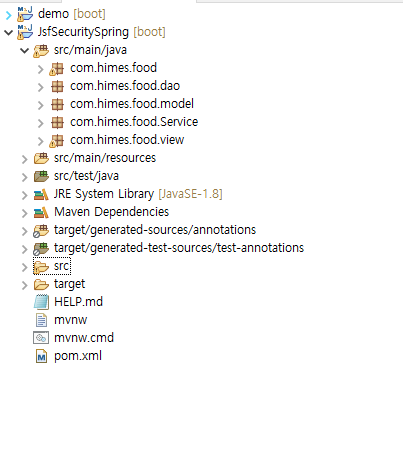 demo [boot]
JsfSecuritySpring [boot]
src/main/java
com.himes.food
com.himes.food.dao
com.himes.food.model
com.himes.food.Service
com.himes.food.view
src/main/resources
src/test/java
JRE System Library [JavaSE-1.8]
Maven Dependencies
target/generated-sources/annotations
target/generated-test-sources/test-annotations
src
target
HELP.md
mvnw
mvnw.cmd
pom.xml